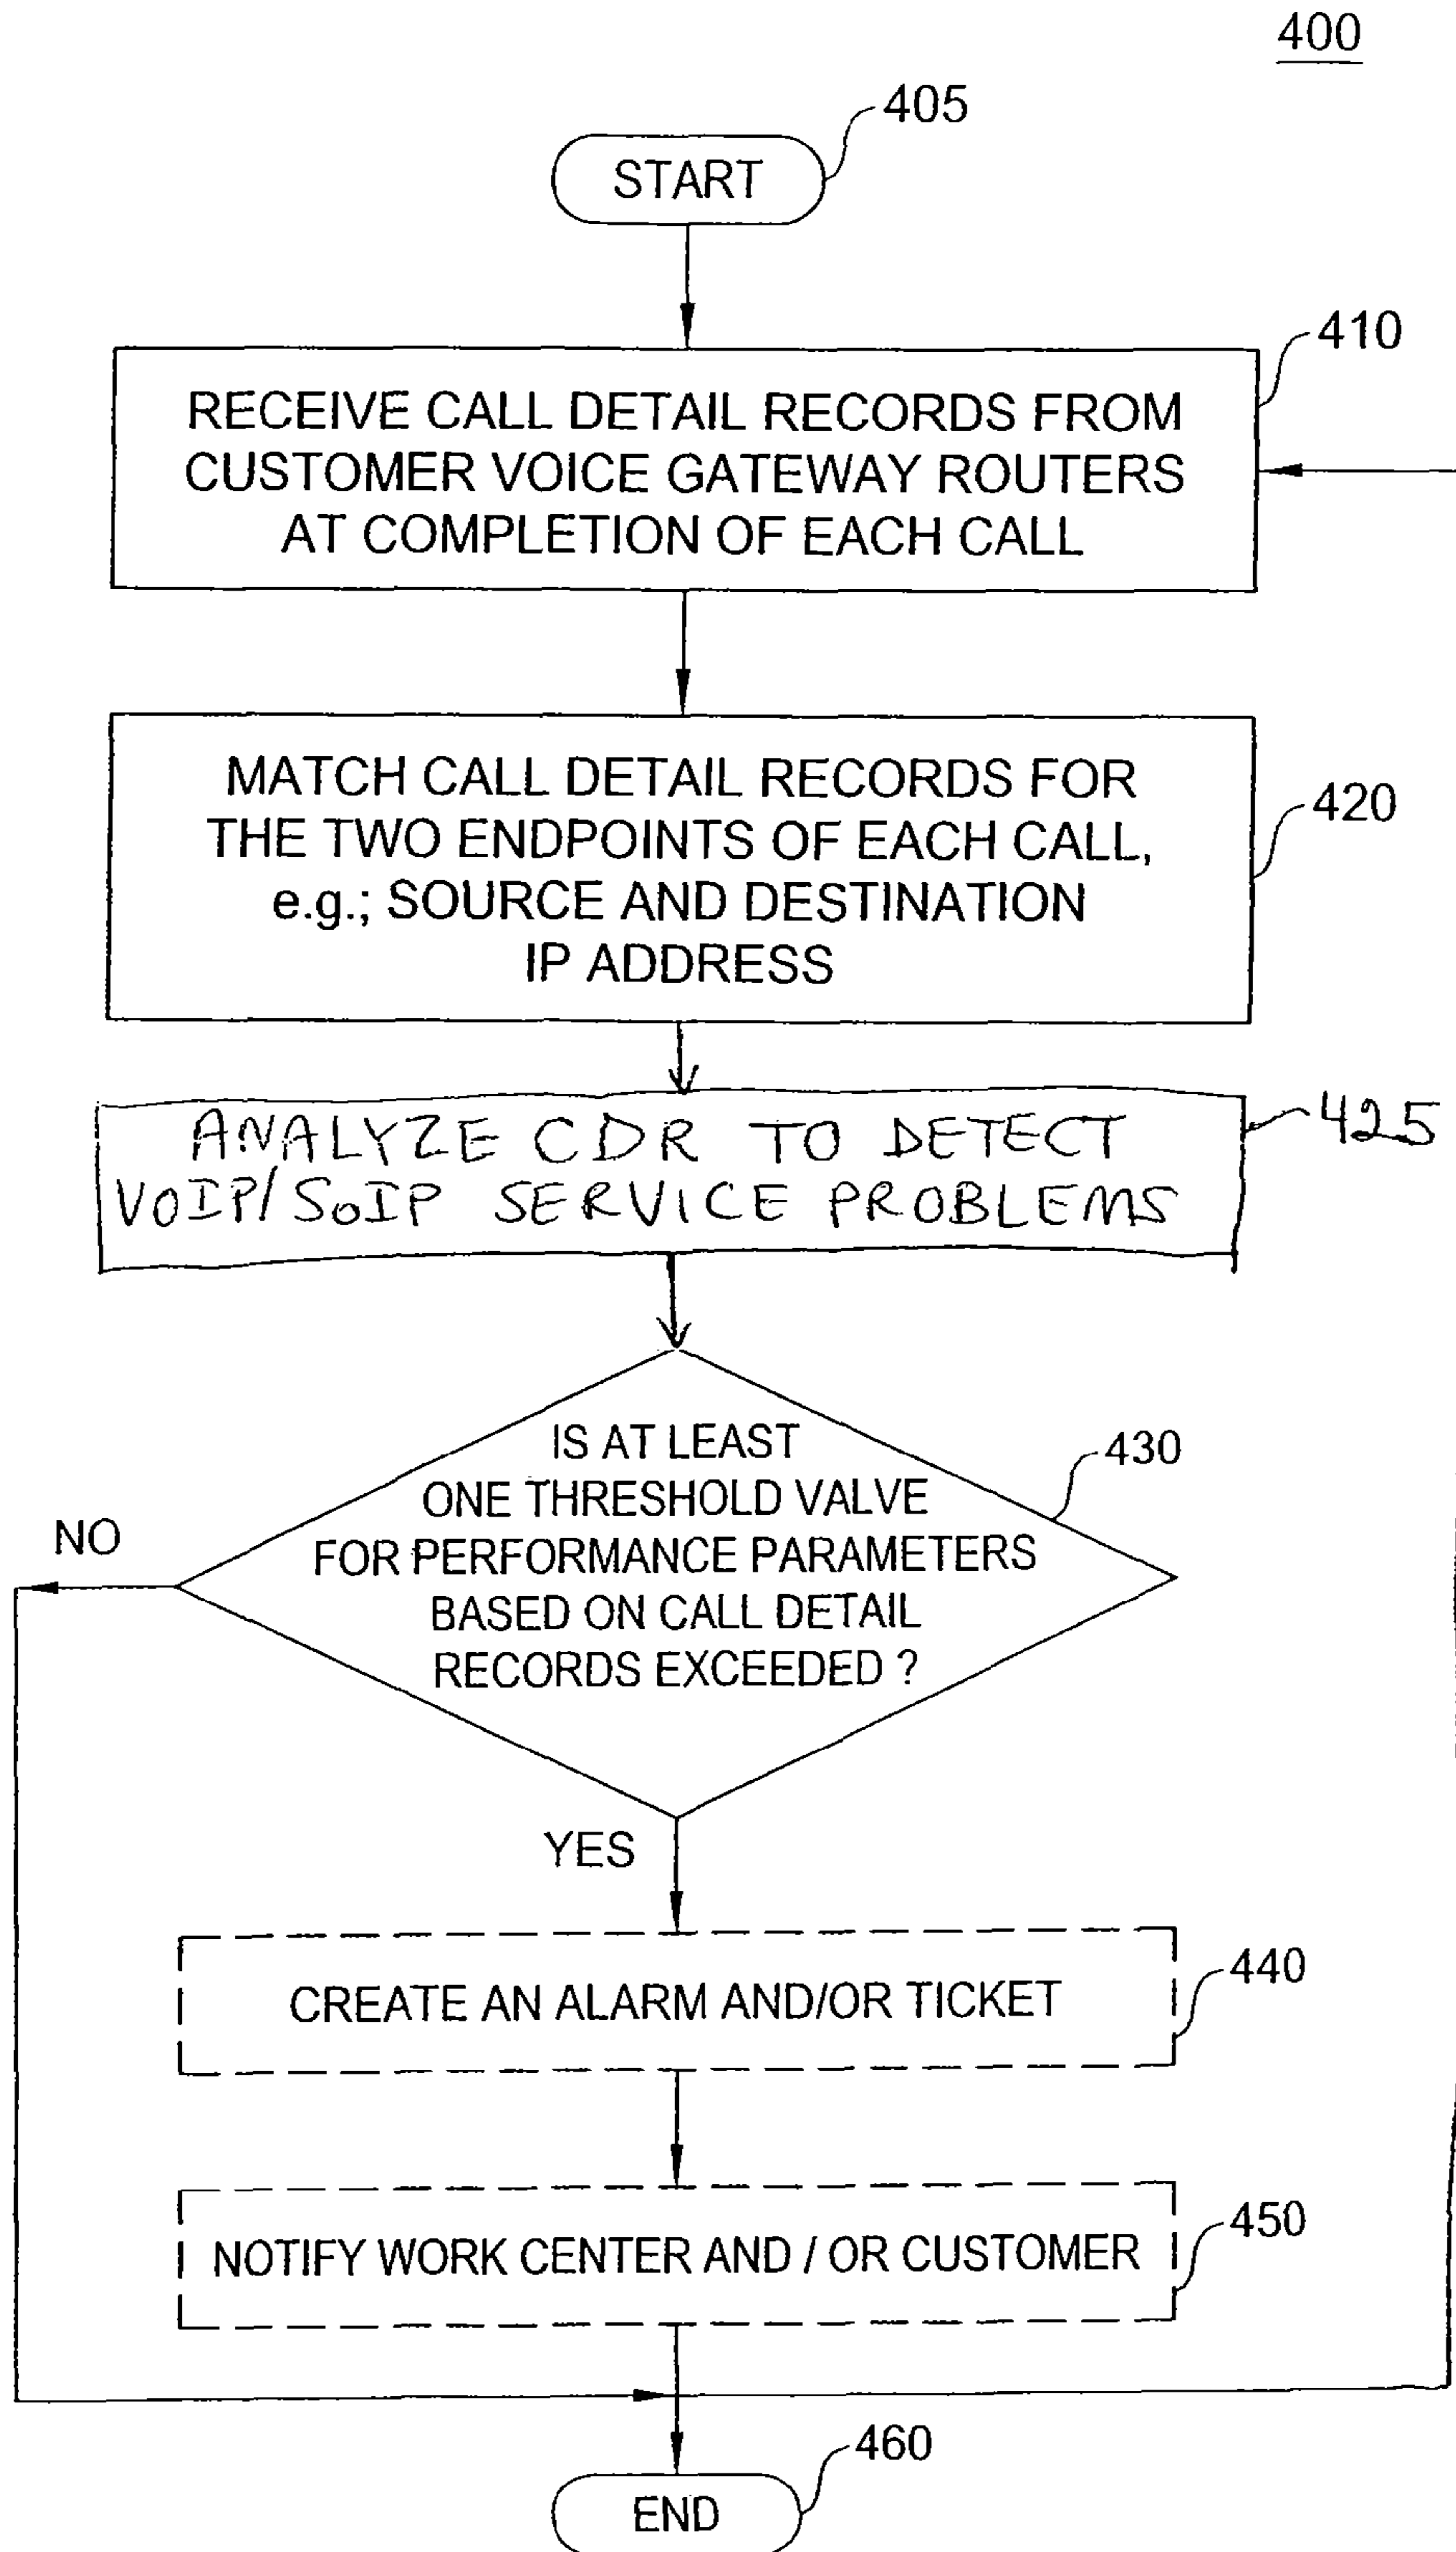 400
405
START
410
RECEIVE CALL DETAIL RECORDS FROM
CUSTOMER VOICE GATEWAY ROUTERS
AT COMPLETION OF EACH CALL
MATCH CALL DETAIL RECORDS FOR
THE TWO ENDPOINTS OF EACH CALL,
e.g.; SOURCE AND DESTINATION
IP ADDRESS
420
ANALYZE CDR TO DETECT
VOIP/SoIP SERVICE PROBLEMS
425
IS AT LEAST
ONE THRESHOLD VALVE
FOR PERFORMANCE PARAMETERS
BASED ON CALL DETAIL
RECORDS EXCEEDED ?
430
NO
YES
CREATE AN ALARM AND/OR TICKET
440
NOTIFY WORK CENTER AND / OR CUSTOMER
450
460
END